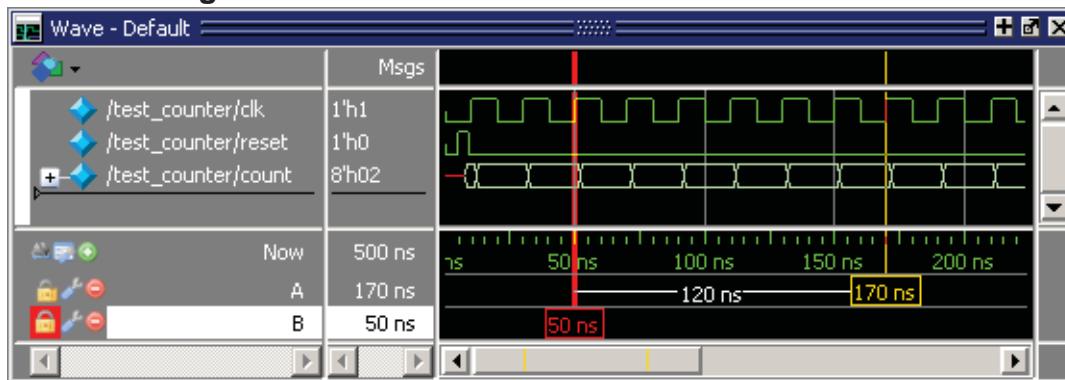 Wave - Default
Msgs
/test_counter/clk 1'h1
/test_counter/reset 1'h0
/test_counter/count 8'h02
Now 500 ns ns 50 ns 100 ns 150 ns 200 ns
A 170 ns 120 ns 170 ns
B 50 ns 50 ns